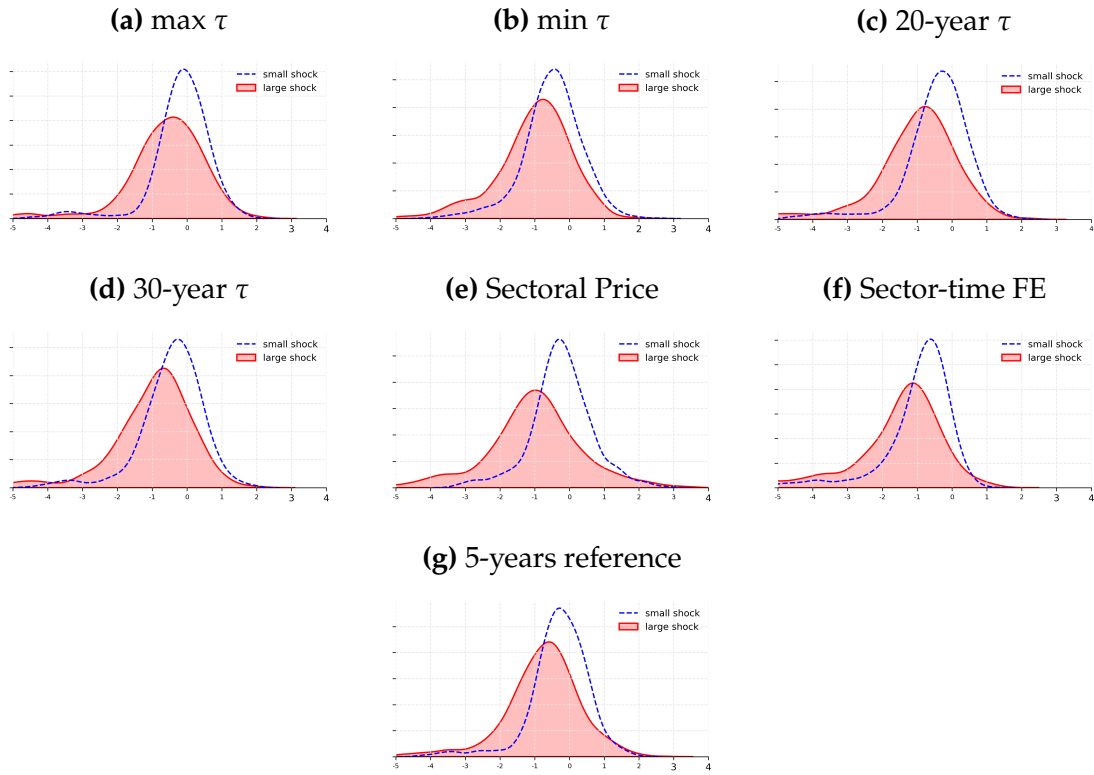 (a) max τ
small shock
large shock
-5 -4 -3 -2 -1 0 1 2 3 4
(b) min τ
small shock
large shock
-5 -4 -3 -2 -1 0 1 2 3 4
(c) 20-year τ
small shock
large shock
-5 -4 -3 -2 -1 0 1 2 3 4
(d) 30-year τ
small shock
large shock
-5 -4 -3 -2 -1 0 1 2 3 4
(e) Sectoral Price
small shock
large shock
-5 -4 -3 -2 -1 0 1 2 3 4
(f) Sector-time FE
small shock
large shock
-5 -4 -3 -2 -1 0 1 2 3 4
(g) 5-years reference
small shock
large shock
-5 -4 -3 -2 -1 0 1 2 3 4